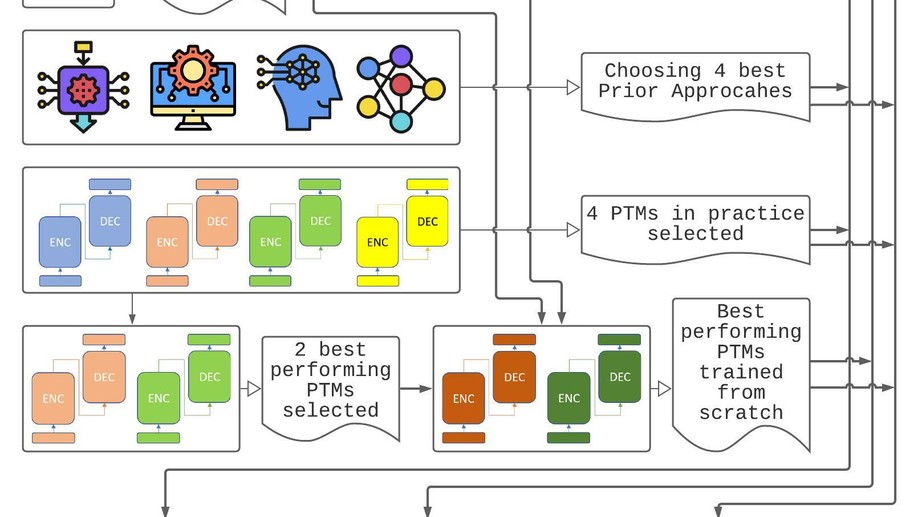 Choosing 4 best
Prior Approcahes
ENC
DEC
ENC
DEC
ENC
DEC
ENC
DEC
4 PTMs in practice
selected
ENC
DEC
ENC
DEC
2 best
performing
PTMs
selected
ENC
DEC
ENC
DEC
Best
performing
PTMs
trained
from
scratch